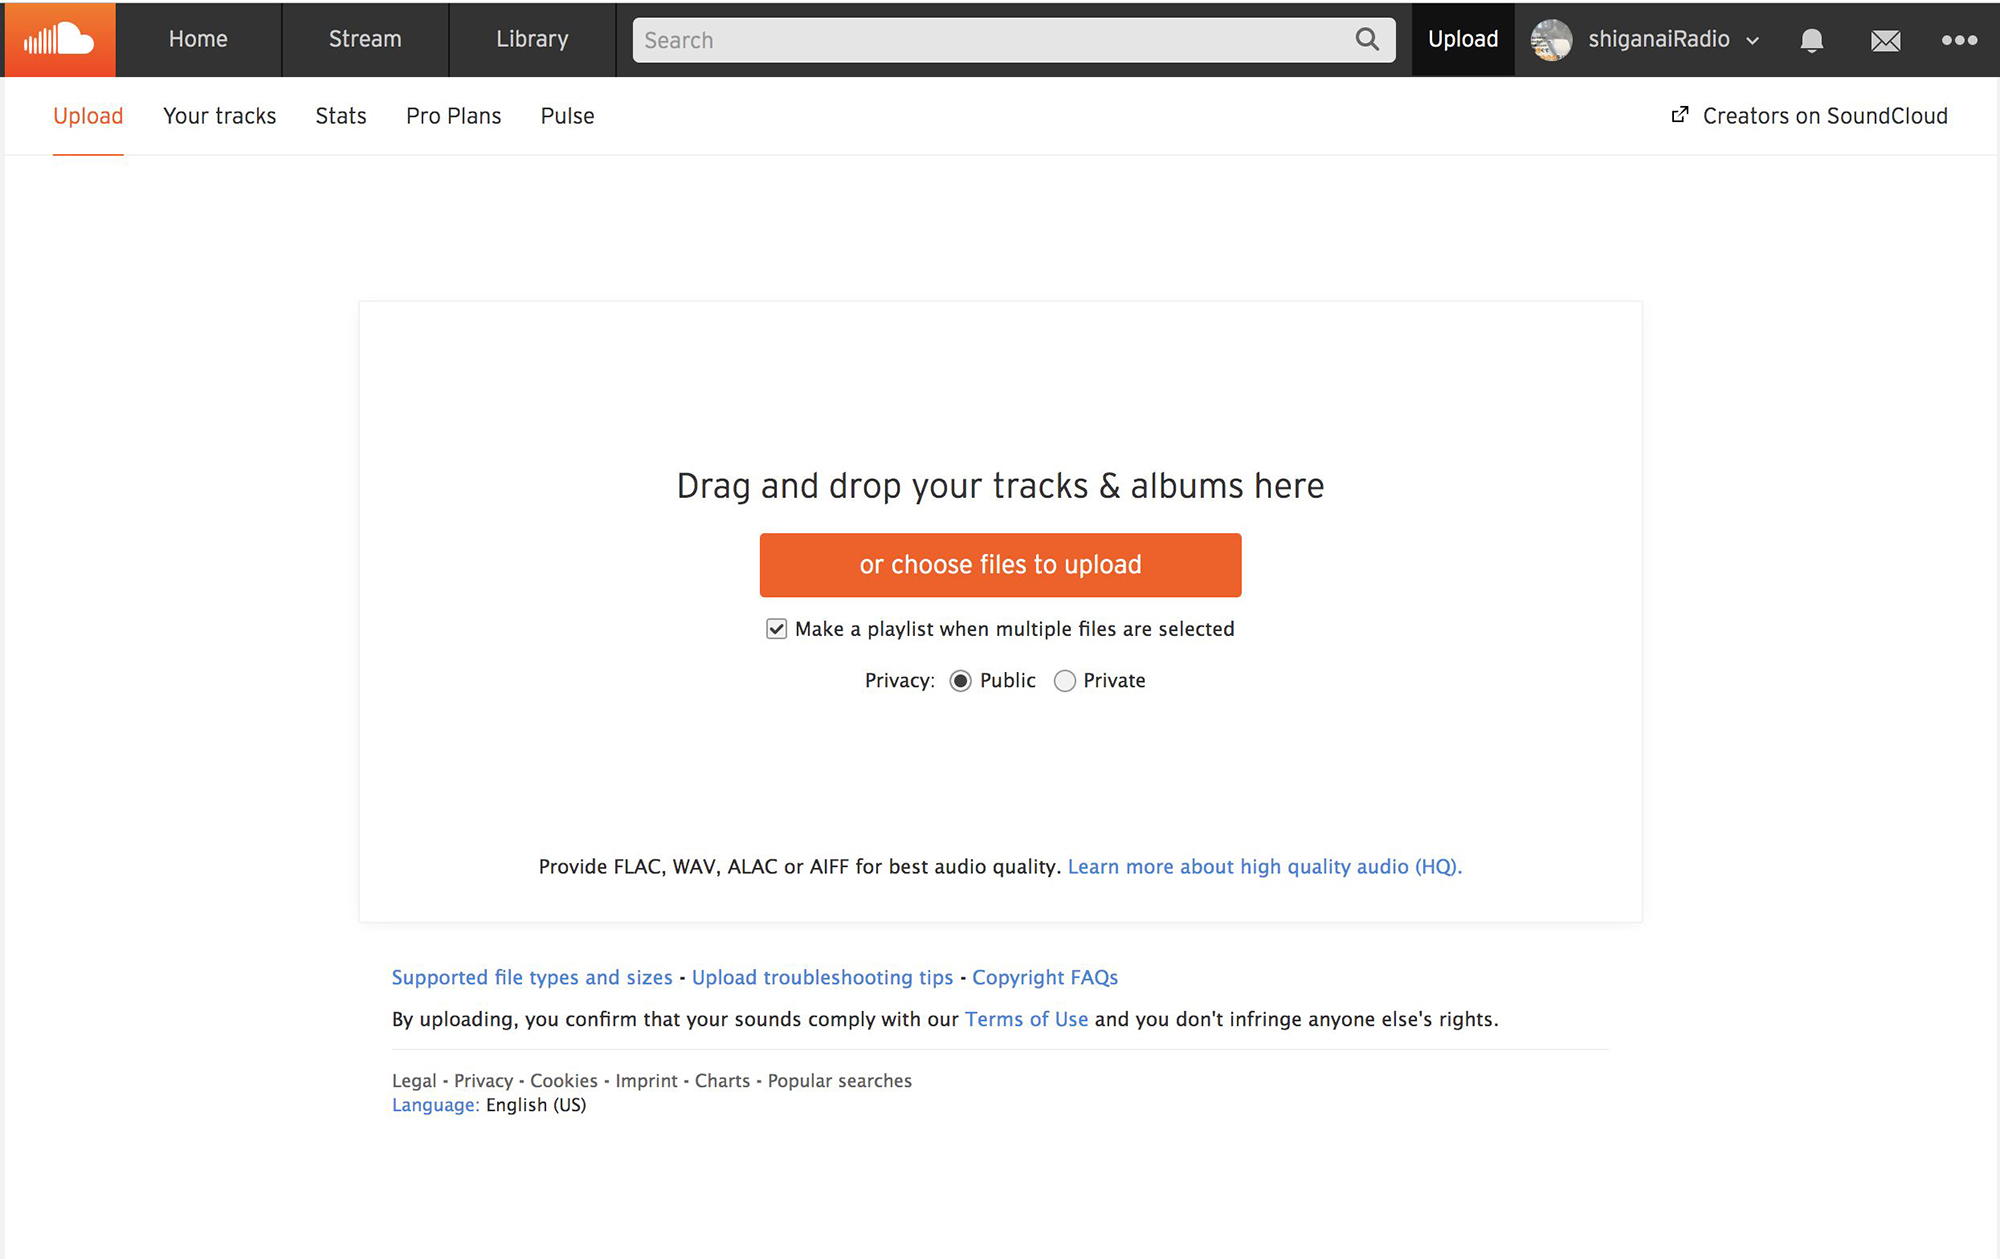 Home Stream Library Search Upload shiganaiRadio
Upload Your tracks Stats Pro Plans Pulse Creators on SoundCloud
Drag and drop your tracks & albums here
or choose files to upload
Make a playlist when multiple files are selected
Privacy: Public Private
Provide FLAC, WAV, ALAC or AIFF for best audio quality. Learn more about high quality audio (HQ).
Supported file types and sizes - Upload troubleshooting tips - Copyright FAQs
By uploading, you confirm that your sounds comply with our Terms of Use and you don't infringe anyone else's rights.
Legal - Privacy - Cookies - Imprint - Charts - Popular searches
Language: English (US)